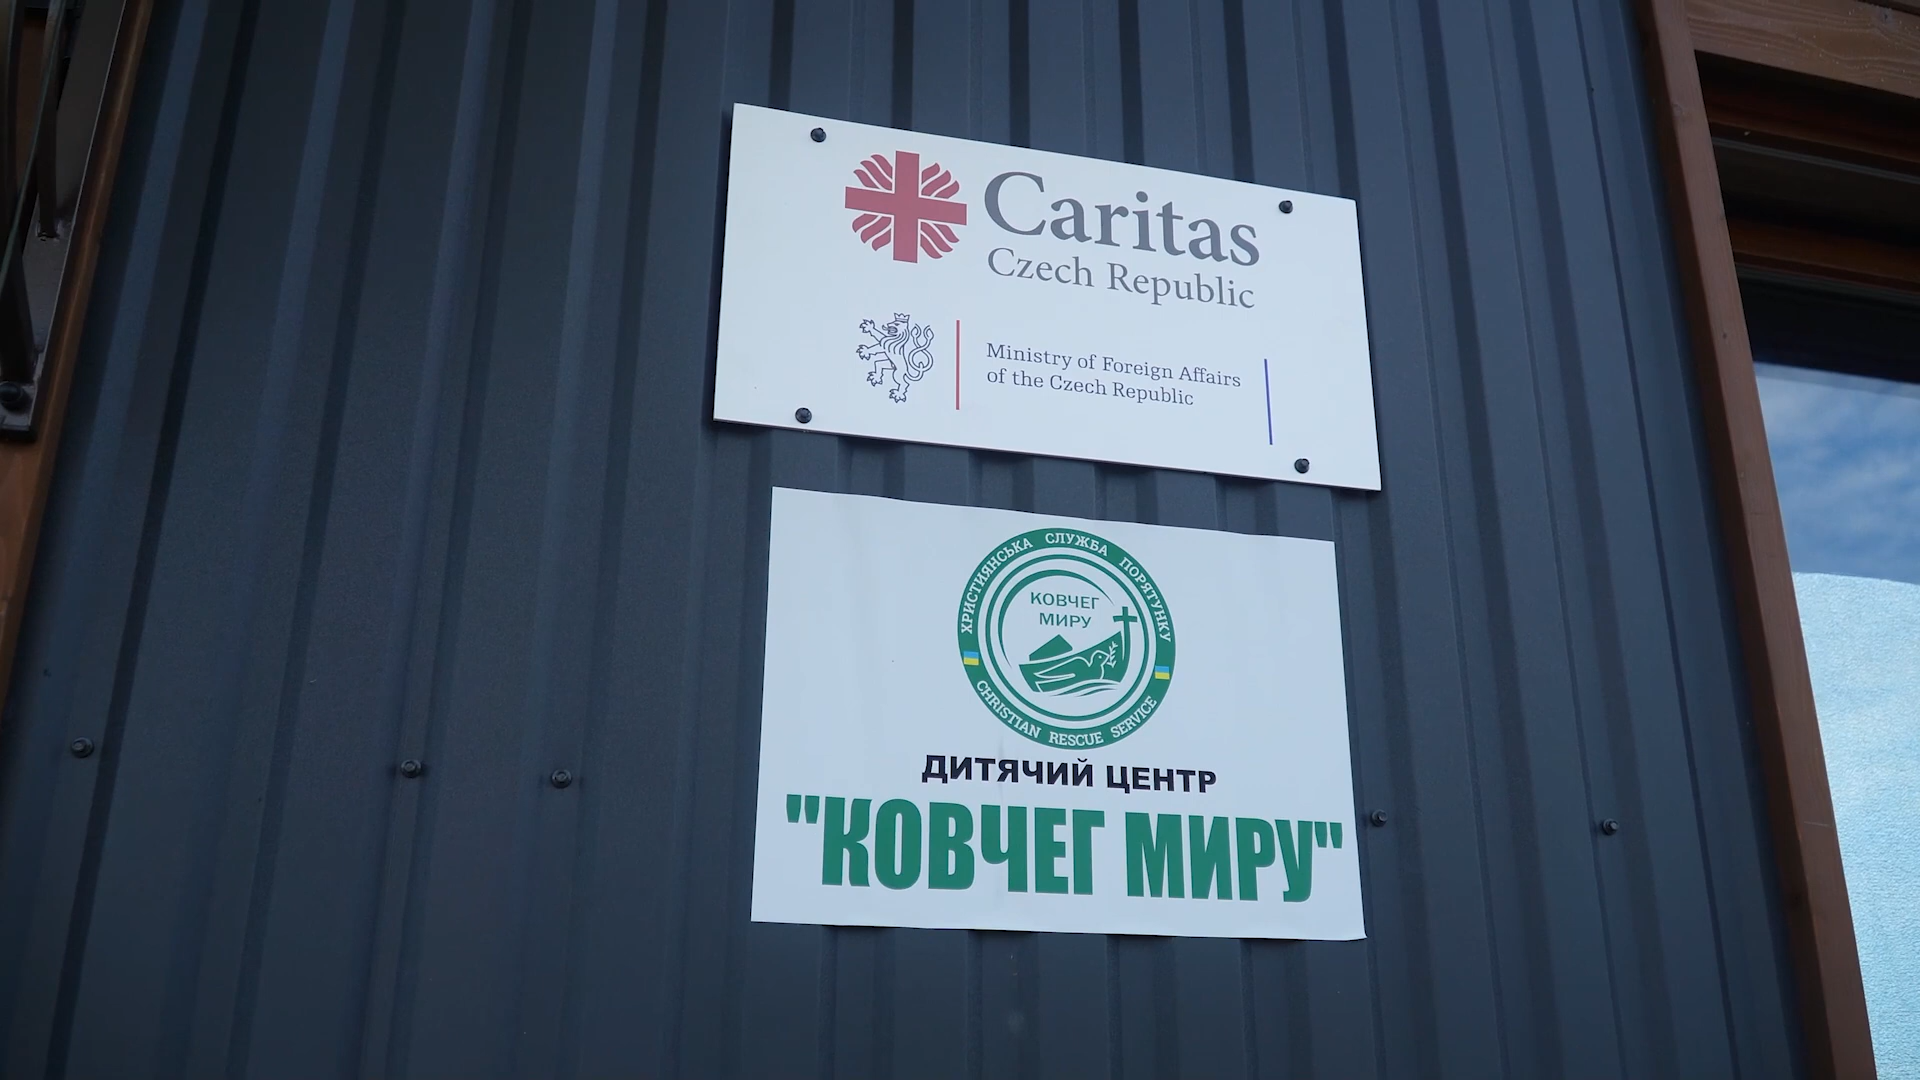 Caritas
Czech Republic
Ministry of Foreign Affairs
of the Czech Republic
ХРИСТИЯНСЬКА СЛУЖБА ПОРЯТУНКУ
КОВЧЕГ
МИРУ
CHRISTIAN RESCUE SERVICE
ДИТЯЧИЙ ЦЕНТР
"КОВЧЕГ МИРУ"